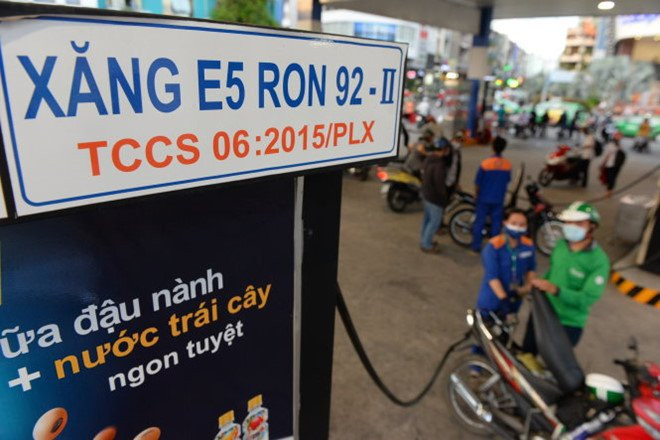 XĂNG E5 RON 92 - II
TCCS 06:2015/PLX
ữa đậu nành
+ nước trái cây
ngon tuyệt